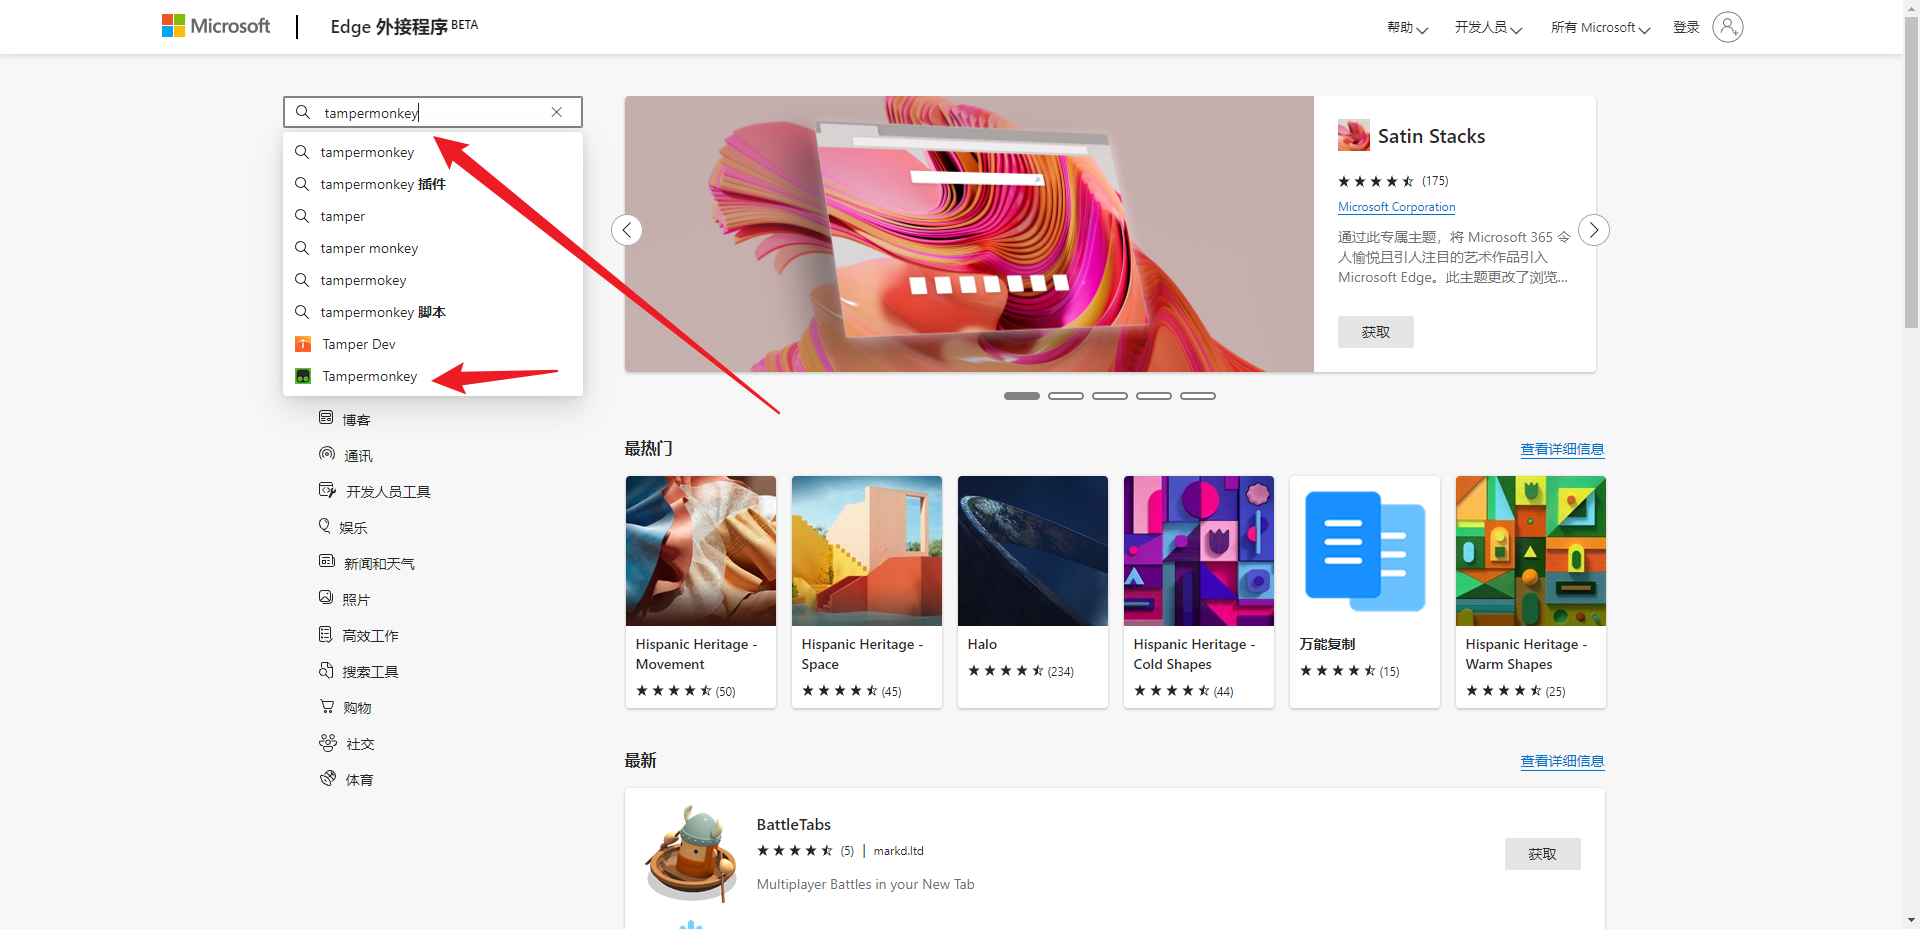 Microsoft
Edge 外接程序 BETA
帮助
开发人员
所有 Microsoft
登录
tampermonkey
tampermonkey
tampermonkey 插件
tamper
tamper monkey
tampermokey
tampermonkey 脚本
Tamper Dev
Tampermonkey
博客
通讯
开发人员工具
娱乐
新闻和天气
照片
高效工作
搜索工具
购物
社交
体育
Satin Stacks
(175)
Microsoft Corporation
通过此专属主题，将 Microsoft 365 令
人愉悦且引人注目的艺术作品引入
Microsoft Edge。此主题更改了浏览...
获取
最热门
查看详细信息
Hispanic Heritage -
Movement
(50)
Hispanic Heritage -
Space
(45)
Halo
(234)
Hispanic Heritage -
Cold Shapes
(44)
万能复制
(15)
Hispanic Heritage -
Warm Shapes
(25)
最新
查看详细信息
BattleTabs
(5) | markd.ltd
Multiplayer Battles in your New Tab
获取